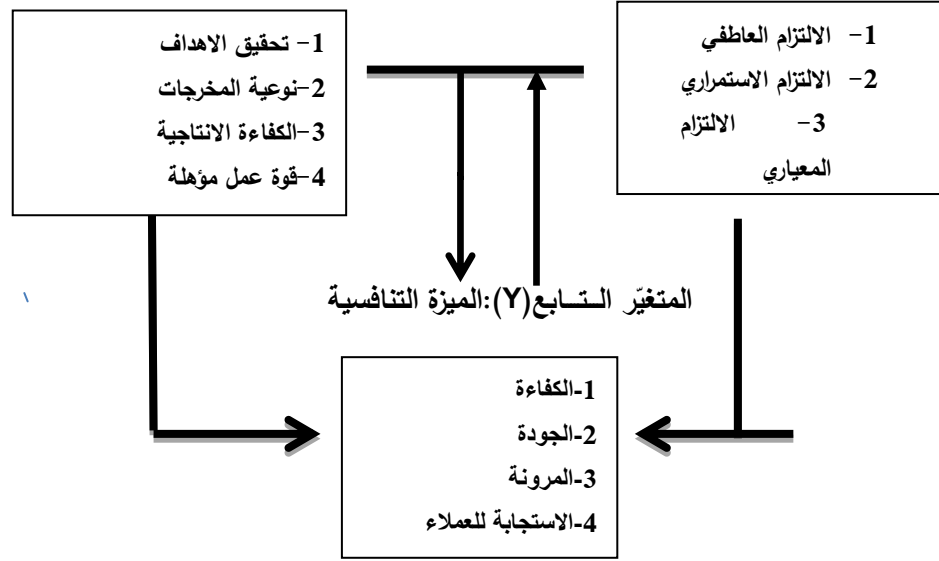 1- الالتزام العاطفي
2- الالتزام الاستمراري
3- الالتزام
المعياري
1- تحقيق الاهداف
2-نوعية المخرجات
3-الكفاءة الانتاجية
4-قوة عمل مؤهلة
المتغيّر الـتــابع(Y):الميزة التنافسية
1-الكفاءة
2-الجودة
3-المرونة
4-الاستجابة للعملاء